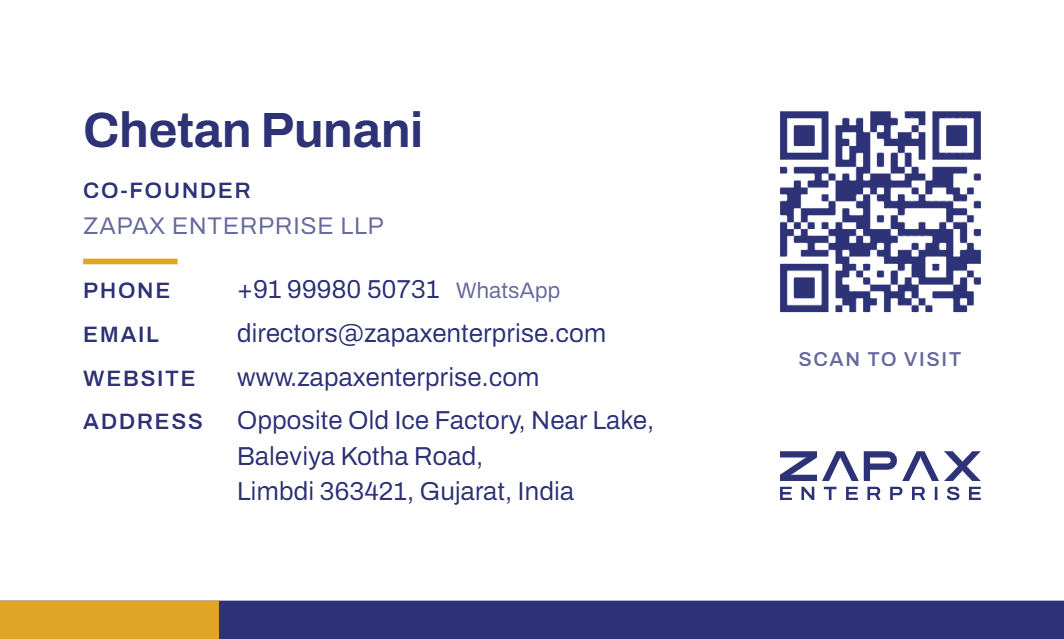 Chetan Punani
CO-FOUNDER
ZAPAX ENTERPRISE LLP
PHONE +91 99980 50731 WhatsApp
EMAIL directors@zapaxenterprise.com
WEBSITE www.zapaxenterprise.com
ADDRESS Opposite Old Ice Factory, Near Lake,
Baleviya Kotha Road,
Limbdi 363421, Gujarat, India
SCAN TO VISIT
ZAPAX
ENTERPRISE